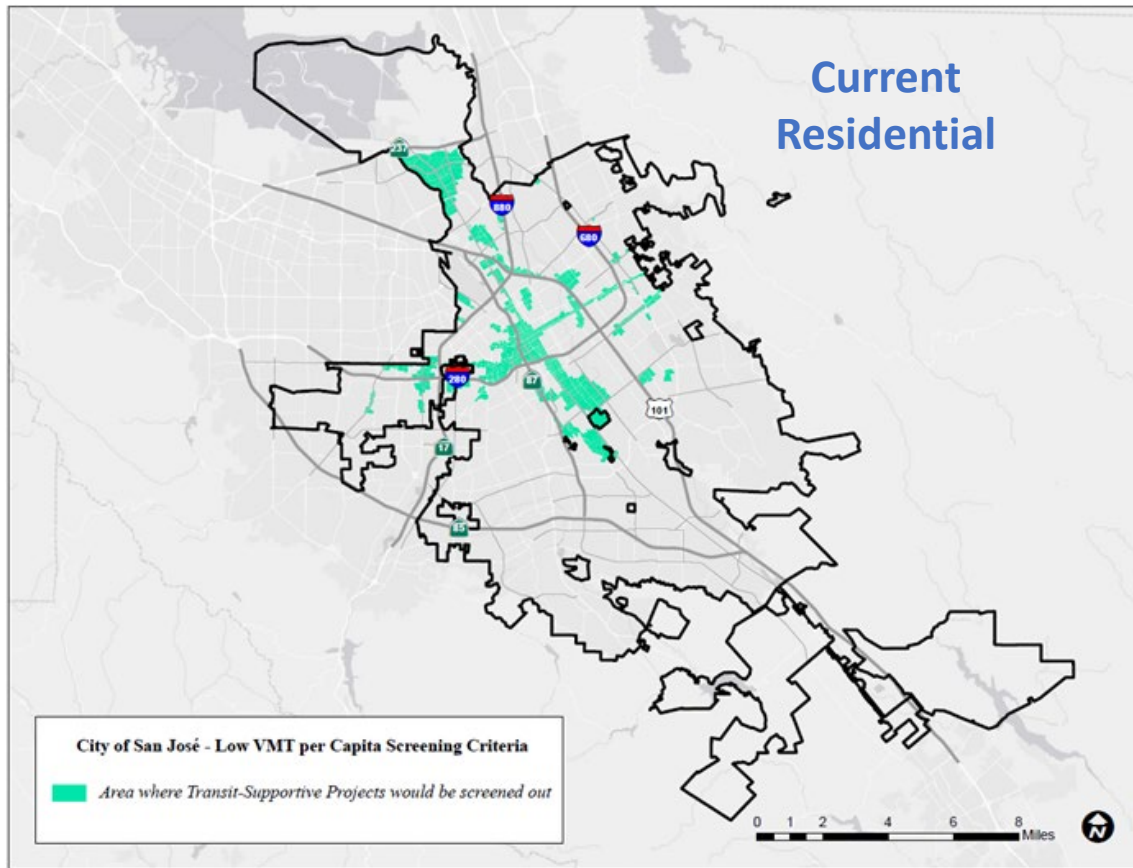 Current
Residential
237
880
680
280
87
101
17
85
City of San José - Low VMT per Capita Screening Criteria
Area where Transit-Supportive Projects would be screened out
0 1 2 4 6 8
Miles
N